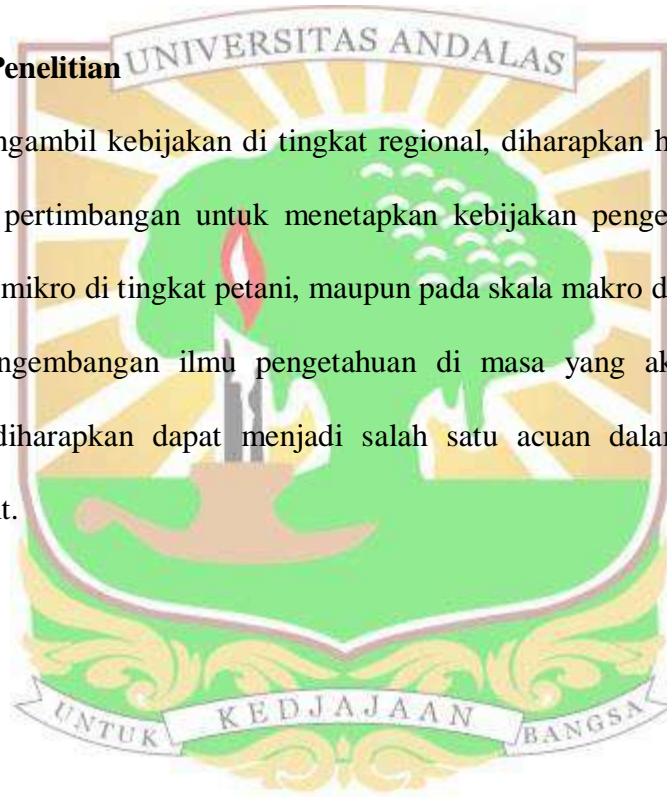 UNIVERSITAS ANDALAS
Penelitian
ngambil kebijakan di tingkat regional, diharapkan h
pertimbangan untuk menetapkan kebijakan penge
mikro di tingkat petani, maupun pada skala makro d
ngembangan ilmu pengetahuan di masa yang ak
diharapkan dapat menjadi salah satu acuan dalam
t.
UNTUK KEDJAJAAN BANGSA